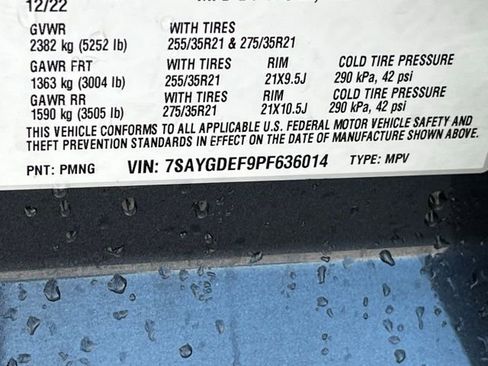 12/22
GVWR WITH TIRES
2382 kg (5252 lb) 255/35R21 & 275/35R21
GAWR FRT WITH TIRES RIM COLD TIRE PRESSURE
1363 kg (3004 lb) 255/35R21 21X9.5J 290 kPa, 42 psi
GAWR RR WITH TIRES RIM COLD TIRE PRESSURE
1590 kg (3505 lb) 275/35R21 21X10.5J 290 kPa, 42 psi
THIS VEHICLE CONFORMS TO ALL APPLICABLE U.S. FEDERAL MOTOR VEHICLE SAFETY AND
THEFT PREVENTION STANDARDS IN EFFECT ON THE DATE OF MANUFACTURE SHOWN ABOVE.
PNT: PMNG VIN: 7SAYGDEF9PF636014 TYPE: MPV